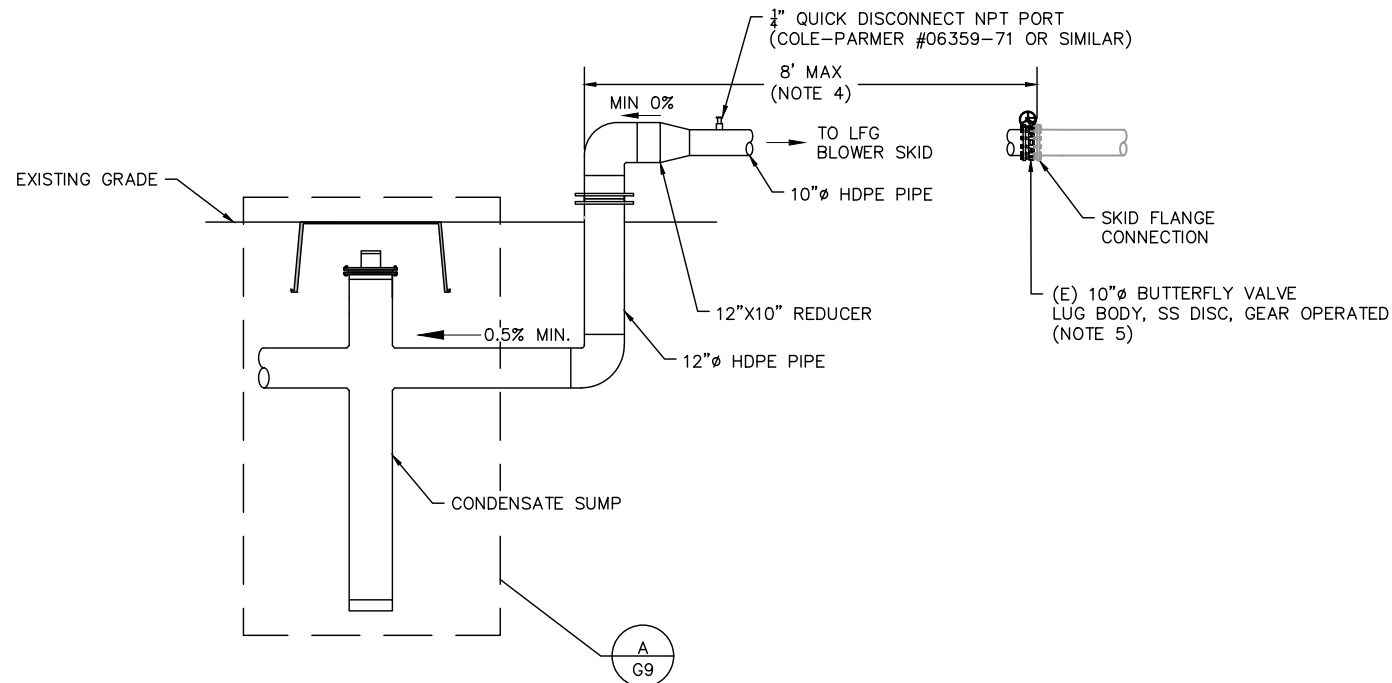 1/4" QUICK DISCONNECT NPT PORT
(COLE-PARMER #06359-71 OR SIMILAR)
8' MAX
(NOTE 4)
MIN 0%
TO LFG
BLOWER SKID
EXISTING GRADE
10"ø HDPE PIPE
SKID FLANGE
CONNECTION
(E) 10"ø BUTTERFLY VALVE
LUG BODY, SS DISC, GEAR OPERATED
(NOTE 5)
12"X10" REDUCER
0.5% MIN.
12"ø HDPE PIPE
CONDENSATE SUMP
A
G9